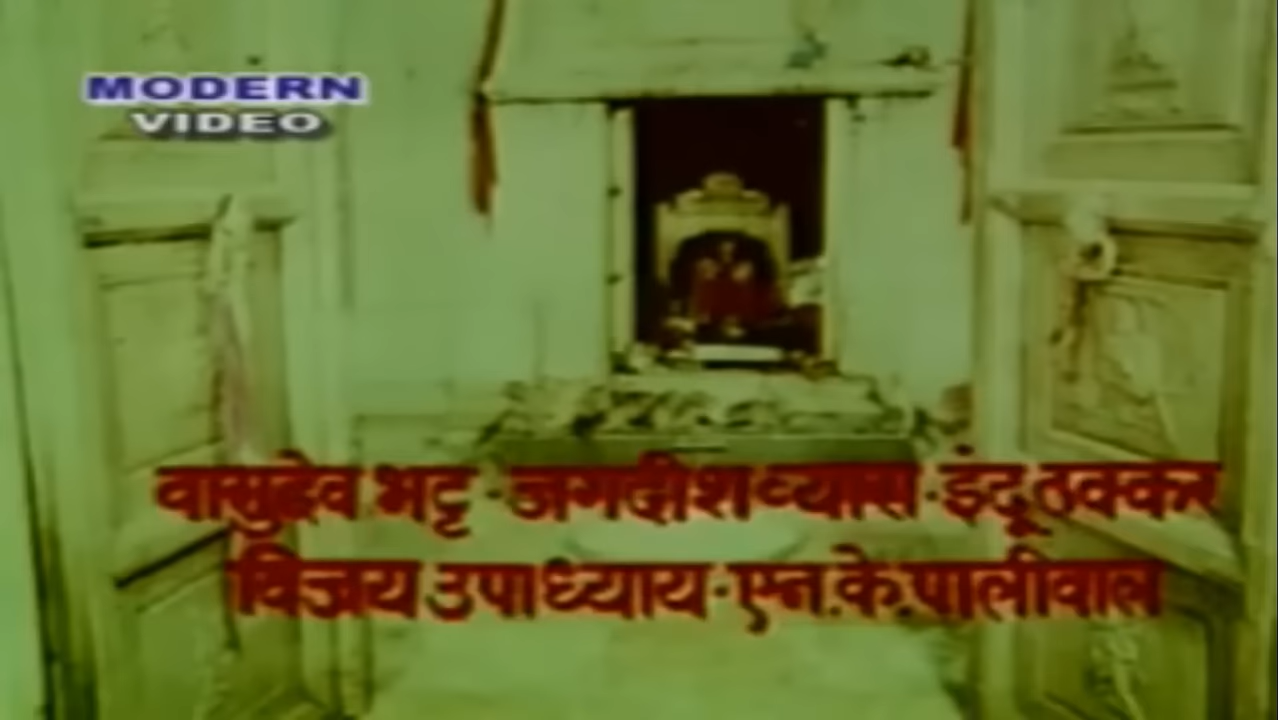 MODERN
VIDEO
वासुदेव भट्ट · जगदीश व्यास · इंदू ठक्कर
विजय उपाध्याय · एन. के. पालीवाल